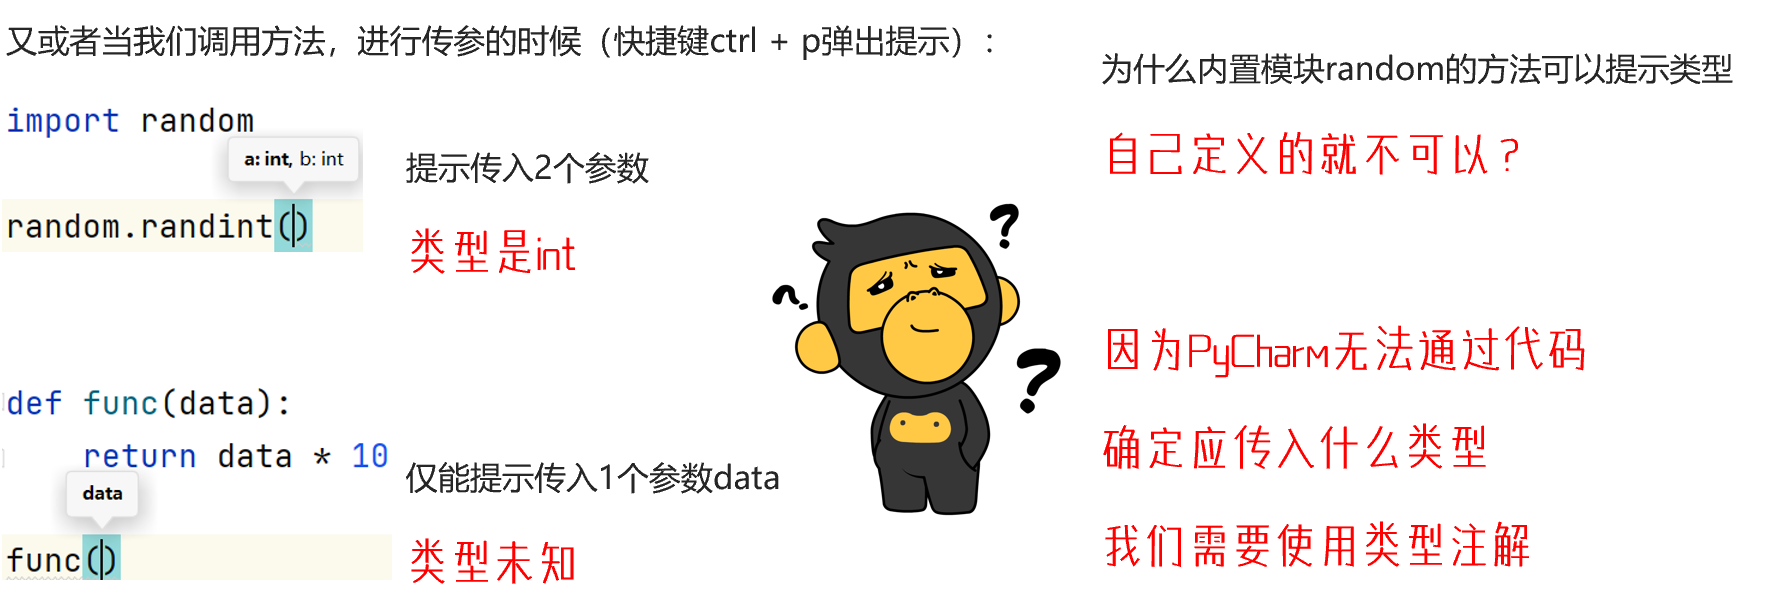 又或者当我们调用方法，进行传参的时候（快捷键ctrl + p弹出提示）：
import random
a: int, b: int
random.randint()
提示传入2个参数
类型是int
def func(data):
return data * 10
data
func()
仅能提示传入1个参数data
类型未知
为什么内置模块random的方法可以提示类型
自己定义的就不可以？
因为PyCharm无法通过代码
确定应传入什么类型
我们需要使用类型注解